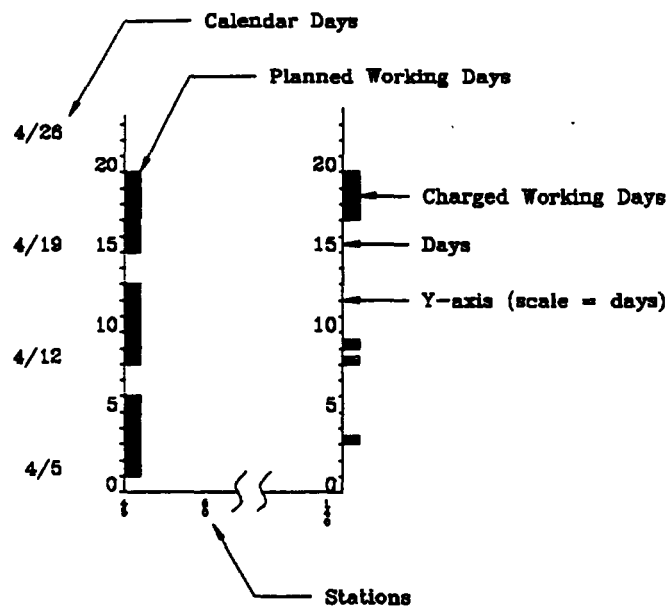 Calendar Days
Planned Working Days
4/26
20
20
Charged Working Days
4/19
15
15
Days
Y-axis (scale = days)
10
10
4/12
5
5
4/5
0
0
Stations